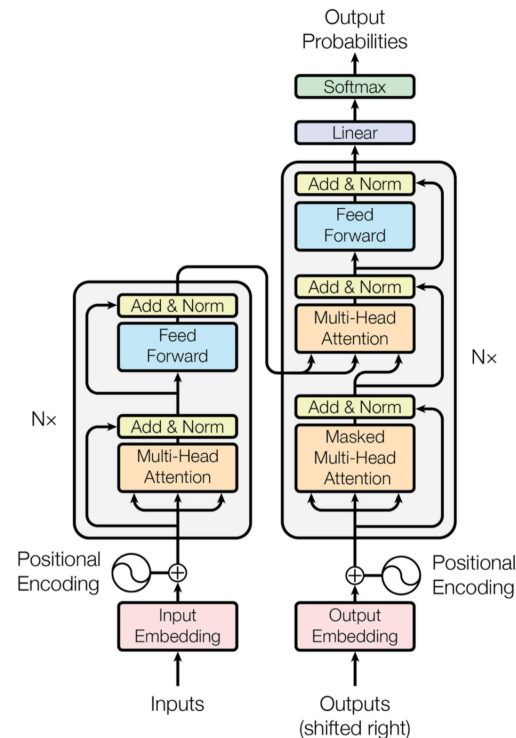 Output
Probabilities
Softmax
Linear
Add & Norm
Feed
Forward
Add & Norm
Multi-Head
Attention
Add & Norm
Masked
Multi-Head
Attention
N×
Positional
Encoding
Output
Embedding
Outputs
(shifted right)
Add & Norm
Feed
Forward
Add & Norm
Multi-Head
Attention
N×
Positional
Encoding
Input
Embedding
Inputs